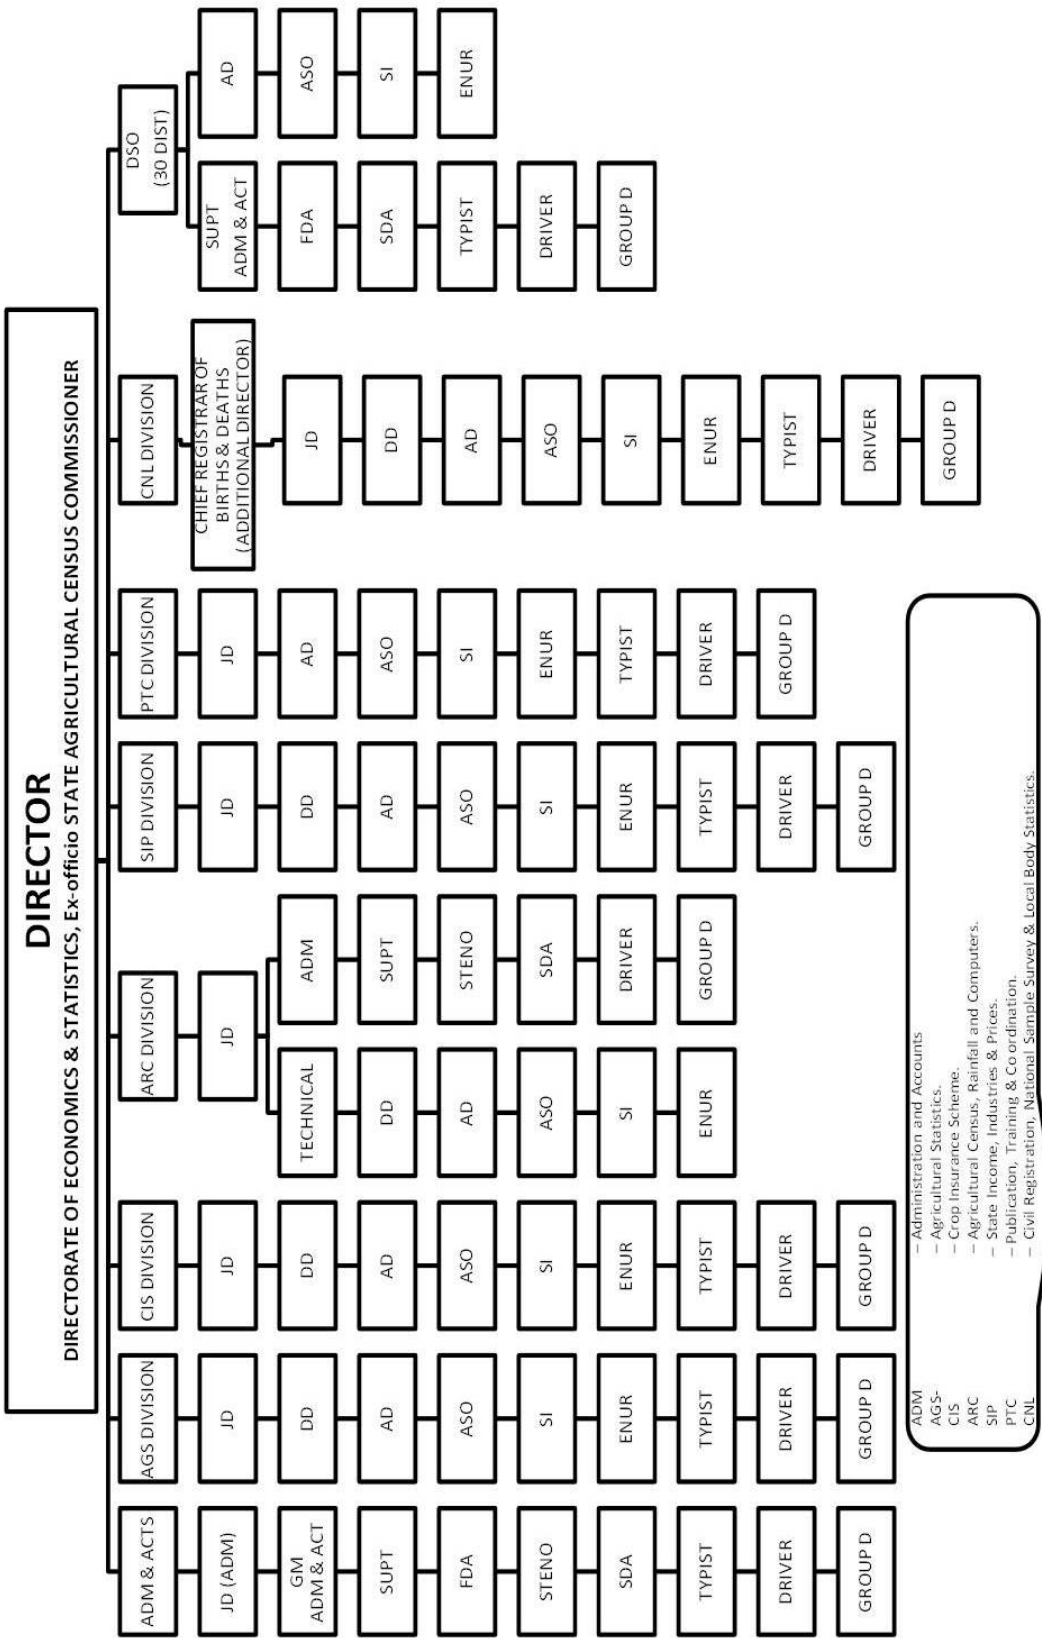 DIRECTOR
DIRECTORATE OF ECONOMICS & STATISTICS, Ex-officio STATE AGRICULTURAL CENSUS COMMISSIONER
ADM & ACTS
JD (ADM)
GM
ADM & ACT
SUPT
FDA
STENO
SDA
TYPIST
DRIVER
GROUP D
AGS DIVISION
JD
DD
AD
ASO
SI
ENUR
TYPIST
DRIVER
GROUP D
CIS DIVISION
JD
DD
AD
ASO
SI
ENUR
TYPIST
DRIVER
GROUP D
ARC DIVISION
JD
TECHNICAL
DD
AD
ASO
SI
ENUR
ADM
SUPT
STENO
SDA
DRIVER
GROUP D
SIP DIVISION
JD
DD
AD
ASO
SI
ENUR
TYPIST
DRIVER
GROUP D
PTC DIVISION
JD
AD
ASO
SI
ENUR
TYPIST
DRIVER
GROUP D
CNL DIVISION
CHIEF REGISTRAR OF
BIRTHS & DEATHS
(ADDITIONAL DIRECTOR)
JD
DD
AD
ASO
SI
ENUR
TYPIST
DRIVER
GROUP D
DSO
(30 DIST)
SUPT
ADM & ACT
FDA
SDA
TYPIST
DRIVER
GROUP D
AD
ASO
SI
ENUR
ADM – Administration and Accounts
AGS- – Agricultural Statistics.
CIS – Crop Insurance Scheme.
ARC – Agricultural Census, Rainfall and Computers.
SIP – State Income, Industries & Prices.
PTC – Publication, Training & Co ordination.
CNL – Civil Registration, National Sample Survey & Local Body Statistics.